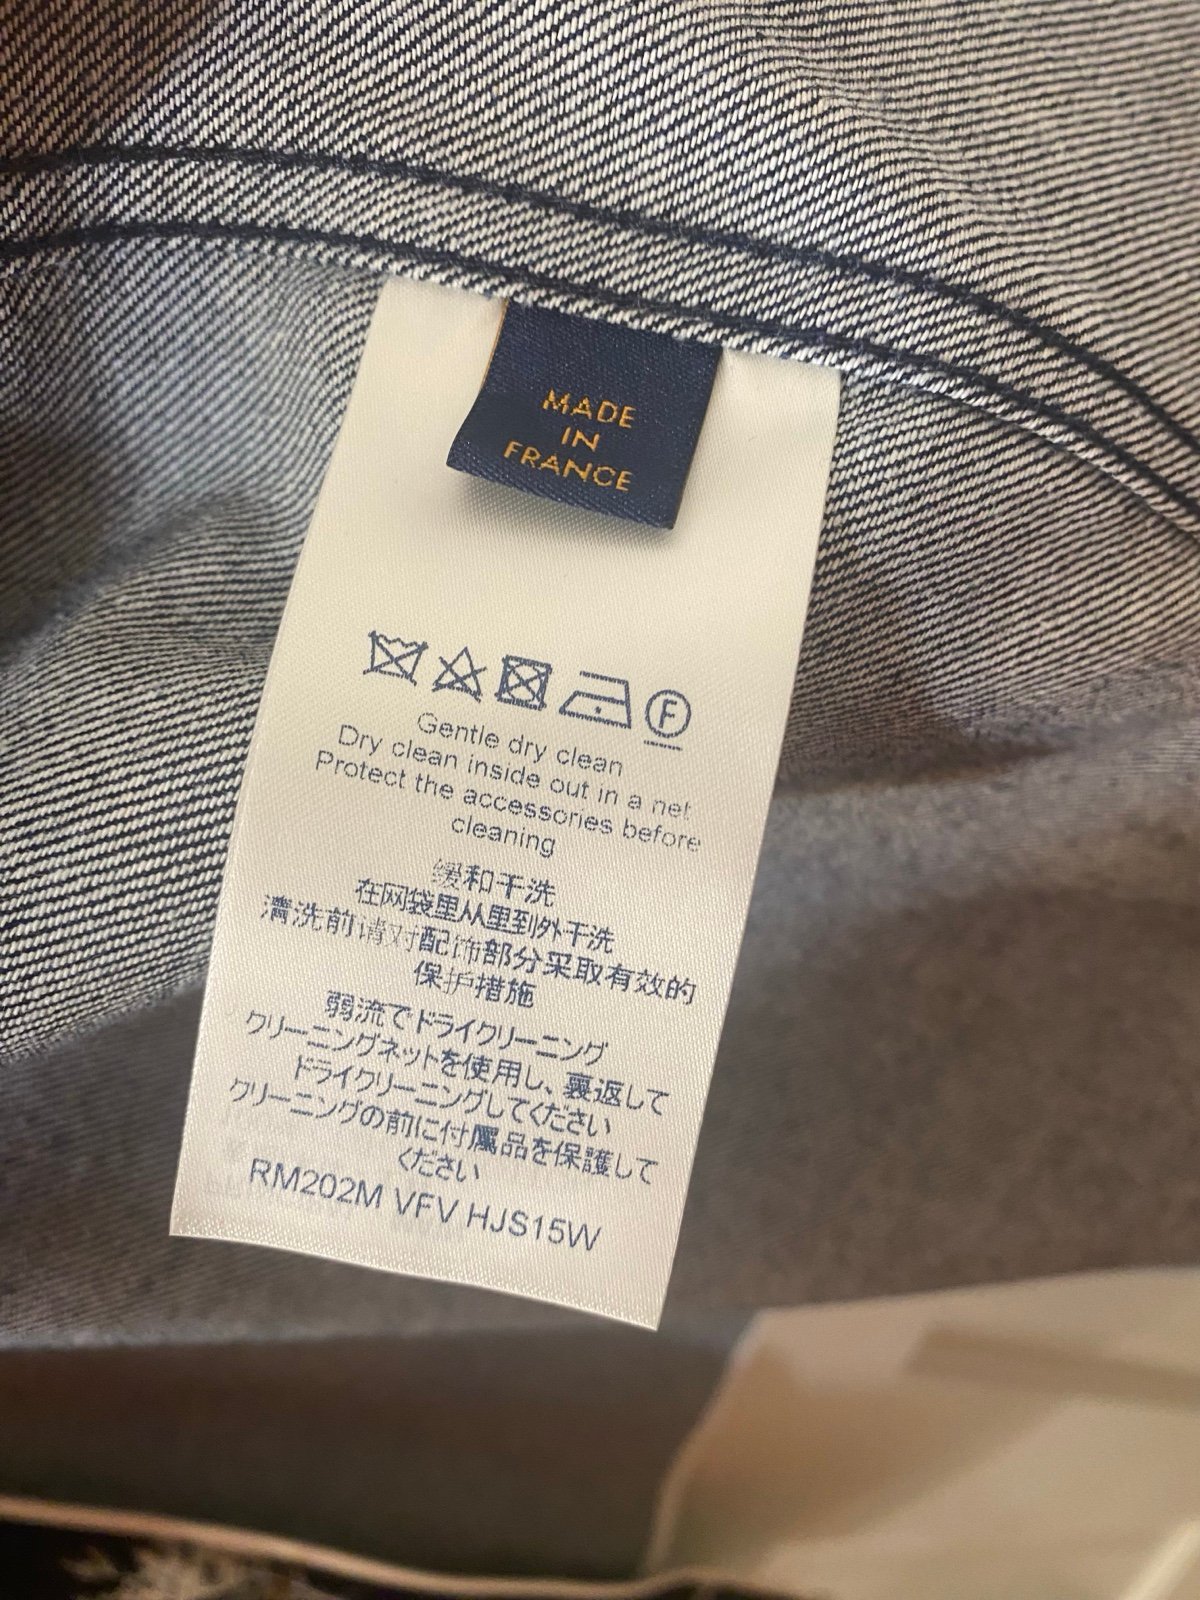 MADE
IN
FRANCE
F
Gentle dry clean
Dry clean inside out in a net
Protect the accessories before
cleaning
缓和干洗
在网袋里从里到外干洗
清洗前请对配饰部分采取有效的
保护措施
弱流でドライクリーニング
クリーニングネットを使用し、裏返して
ドライクリーニングしてください
クリーニングの前に付属品を保護して
ください
RM202M VFV HJS15W